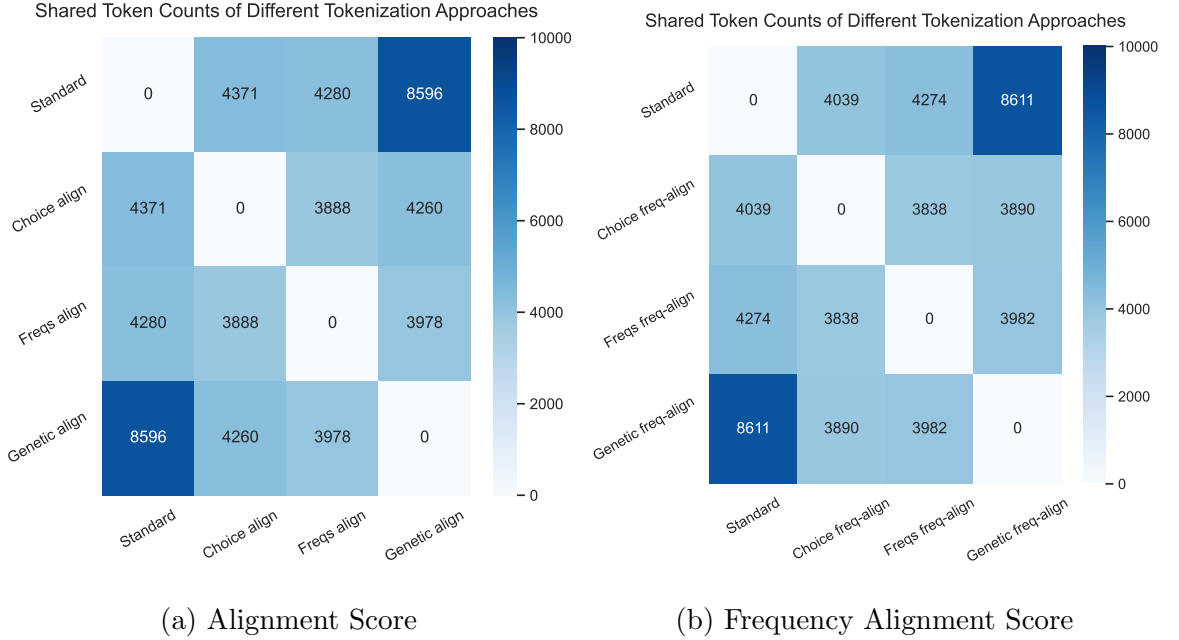 Shared Token Counts of Different Tokenization Approaches
Standard 0 4371 4280 8596
Choice align 4371 0 3888 4260
Freqs align 4280 3888 0 3978
Genetic align 8596 4260 3978 0
Standard Choice align Freqs align Genetic align
10000
8000
6000
4000
2000
0
(a) Alignment Score
Shared Token Counts of Different Tokenization Approaches
Standard 0 4039 4274 8611
Choice freq-align 4039 0 3838 3890
Freqs freq-align 4274 3838 0 3982
Genetic freq-align 8611 3890 3982 0
Standard Choice freq-align Freqs freq-align Genetic freq-align
10000
8000
6000
4000
2000
0
(b) Frequency Alignment Score